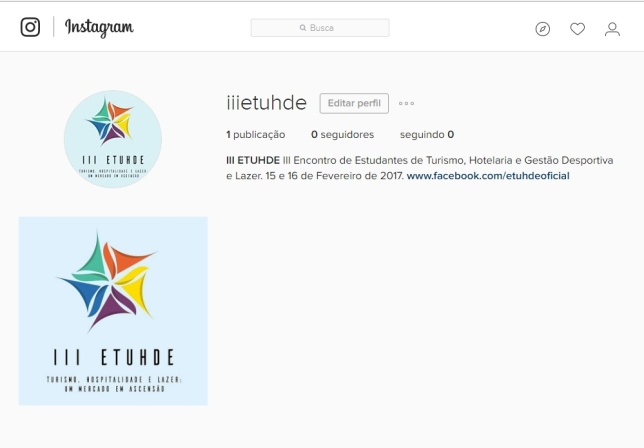 Instagram
Busca
iiietuhde Editar perfil
1 publicação 0 seguidores seguindo 0
III ETUHDE III Encontro de Estudantes de Turismo, Hotelaria e Gestão Desportiva
e Lazer. 15 e 16 de Fevereiro de 2017. www.facebook.com/etuhdeoficial
III ETUHDE
TURISMO, HOSPITALIDADE E LAZER:
UM MERCADO EM ASCENSÃO
III ETUHDE
TURISMO, HOSPITALIDADE E LAZER:
UM MERCADO EM ASCENSÃO